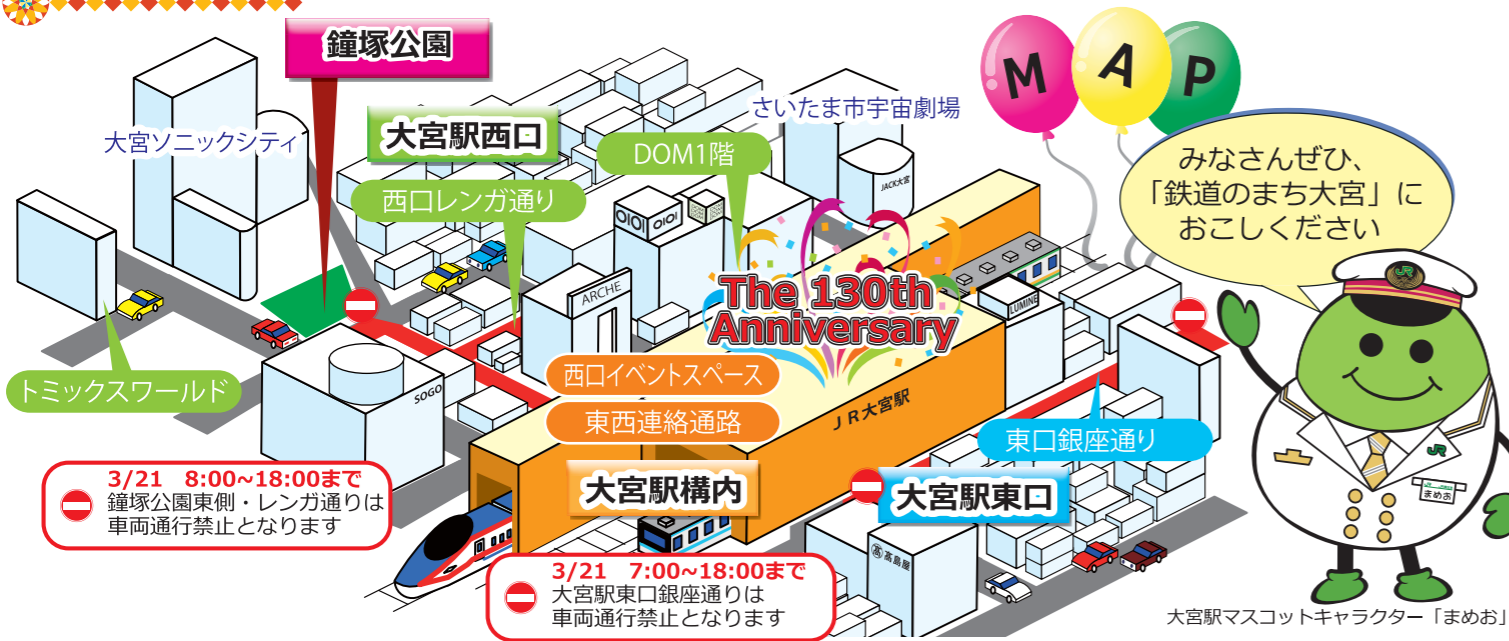 鐘塚公園
MAP
大宮ソニックシティ
大宮駅西口
さいたま市宇宙劇場
DOM1階
西口レンガ通り
JACK大宮
OIOI
OIOI
みなさんぜひ、
「鉄道のまち大宮」に
おこしください
JR
ARCHE
The 130th
Anniversary
LUMINE
トミックスワールド
SOGO
西口イベントスペース
東西連絡通路
JR大宮駅
東口銀座通り
JR
まめお
3/21 8:00~18:00まで
鐘塚公園東側・レンガ通りは
車両通行禁止となります
大宮駅構内
大宮駅東口
髙島屋
3/21 7:00~18:00まで
大宮駅東口銀座通りは
車両通行禁止となります
大宮駅マスコットキャラクター「まめお」